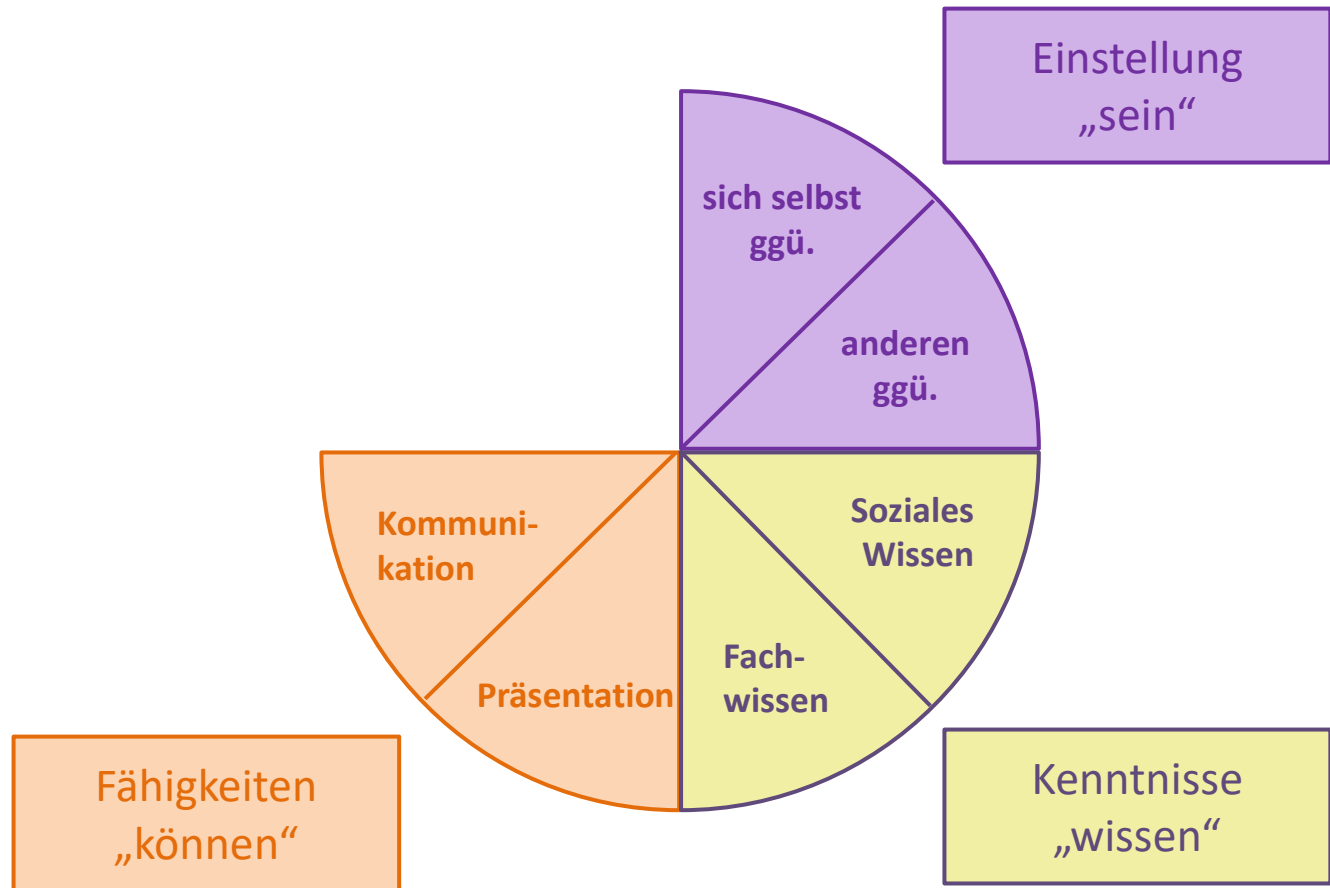 Einstellung
„sein“
sich selbst
ggü.
anderen
ggü.
Soziales
Wissen
Fach-
wissen
Kommuni-
kation
Präsentation
Fähigkeiten
„können“
Kenntnisse
„wissen“